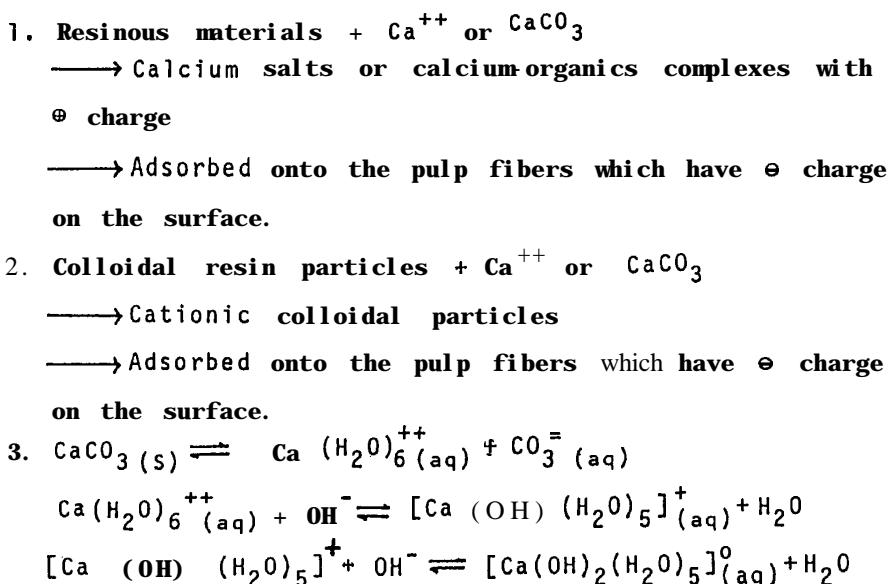 1. Resinous materials + Ca⁺⁺ or CaCO₃
⟶ Calcium salts or calcium-organics complexes with
⊕ charge
⟶ Adsorbed onto the pulp fibers which have ⊖ charge
on the surface.
2. Colloidal resin particles + Ca⁺⁺ or CaCO₃
⟶ Cationic colloidal particles
⟶ Adsorbed onto the pulp fibers which have ⊖ charge
on the surface.
3. CaCO₃ (S) ⇌ Ca (H₂O)₆⁺⁺ (aq) + CO₃⁼ (aq)
Ca(H₂O)₆⁺⁺ (aq) + OH⁻ ⇌ [Ca (OH) (H₂O)₅]⁺ (aq) + H₂O
[Ca (OH) (H₂O)₅]⁺ + OH⁻ ⇌ [Ca(OH)₂(H₂O)₅]⁰ (aq) + H₂O